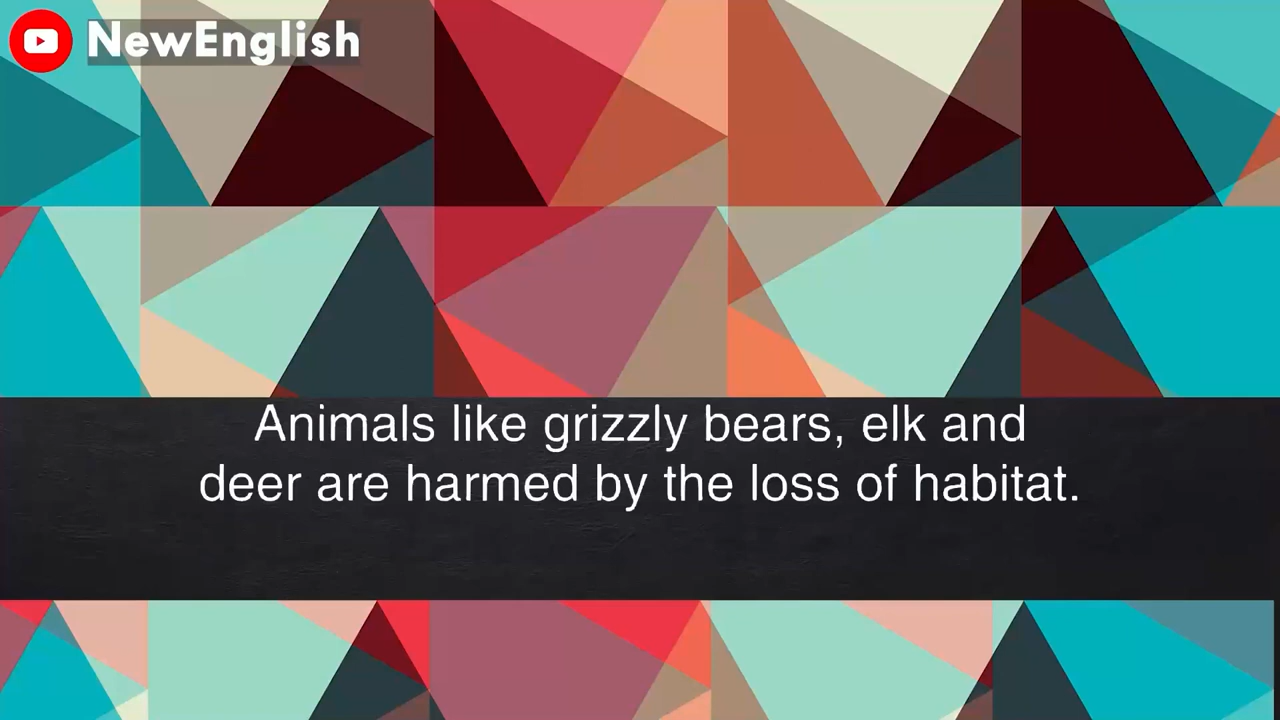 NewEnglish
Animals like grizzly bears, elk and
deer are harmed by the loss of habitat.